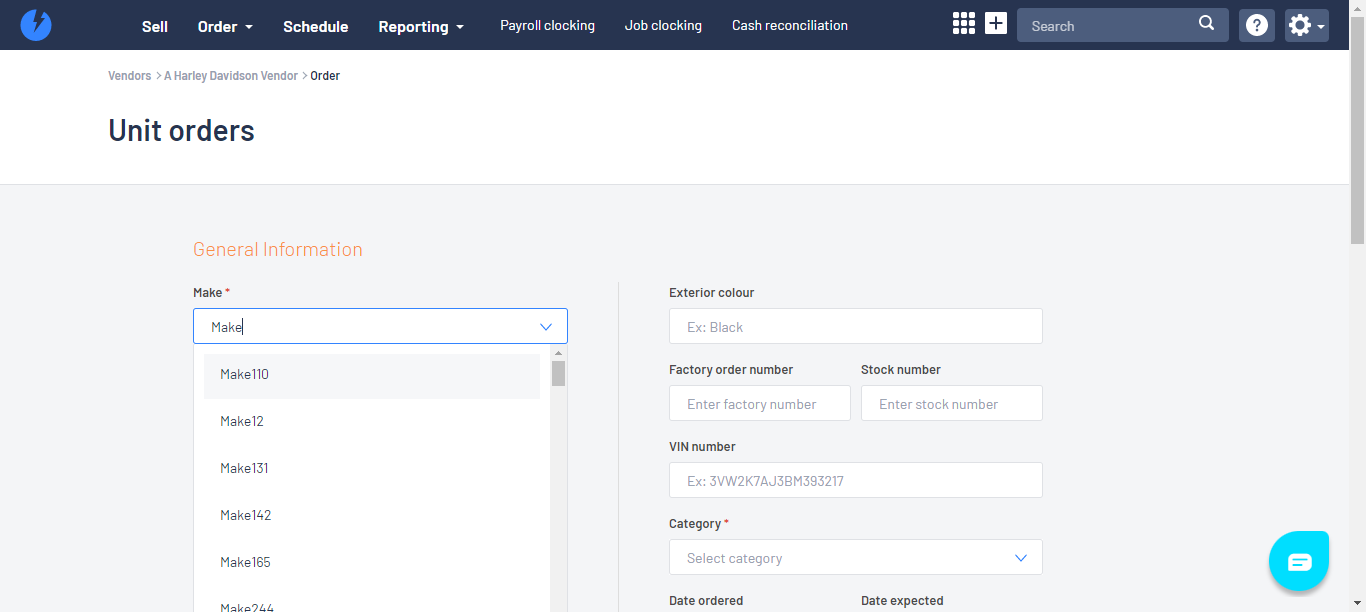 Sell Order Schedule Reporting Payroll clocking Job clocking Cash reconciliation Search
Vendors > A Harley Davidson Vendor > Order
Unit orders
General Information
Make *
Make
Make110
Make12
Make131
Make142
Make165
Make244
Exterior colour
Ex: Black
Factory order number Stock number
Enter factory number Enter stock number
VIN number
Ex: 3VW2K7AJ3BM393217
Category *
Select category
Date ordered Date expected